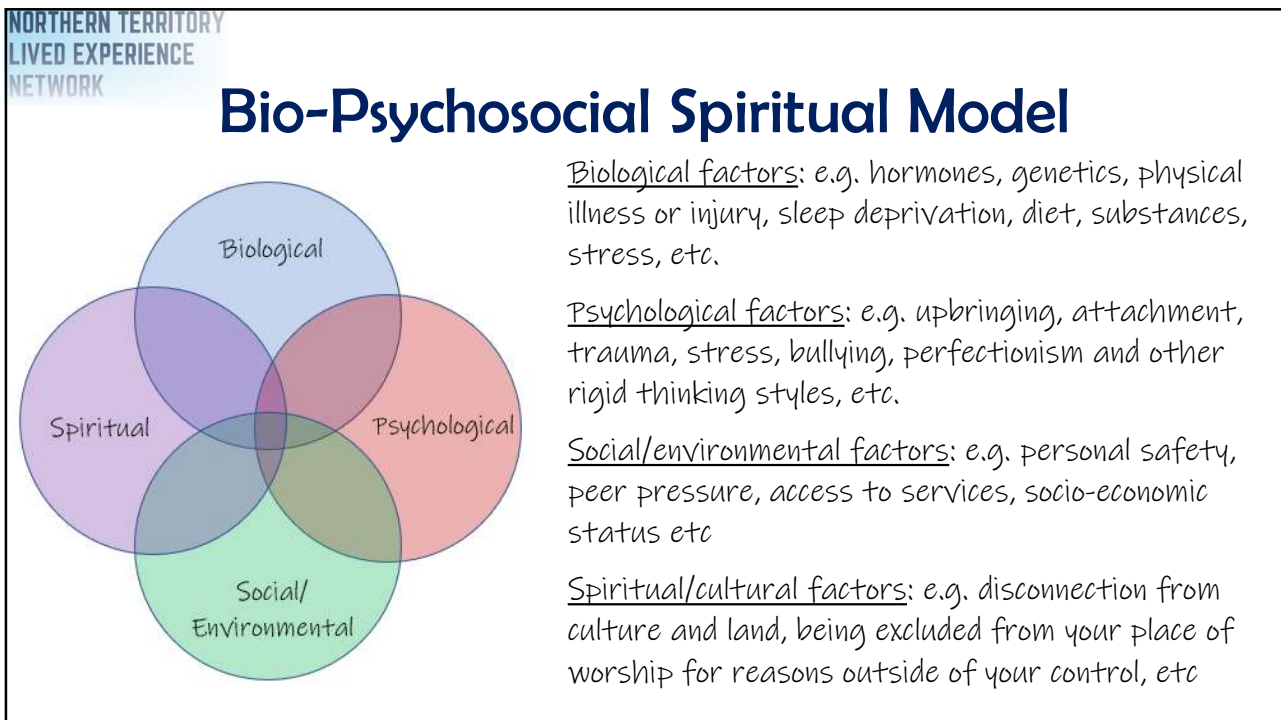 NORTHERN TERRITORY
LIVED EXPERIENCE
NETWORK
Bio-Psychosocial Spiritual Model
Biological
Spiritual
Psychological
Social/
Environmental
Biological factors: e.g. hormones, genetics, physical
illness or injury, sleep deprivation, diet, substances,
stress, etc.
Psychological factors: e.g. upbringing, attachment,
trauma, stress, bullying, perfectionism and other
rigid thinking styles, etc.
Social/environmental factors: e.g. personal safety,
peer pressure, access to services, socio-economic
status etc
Spiritual/cultural factors: e.g. disconnection from
culture and land, being excluded from your place of
worship for reasons outside of your control, etc